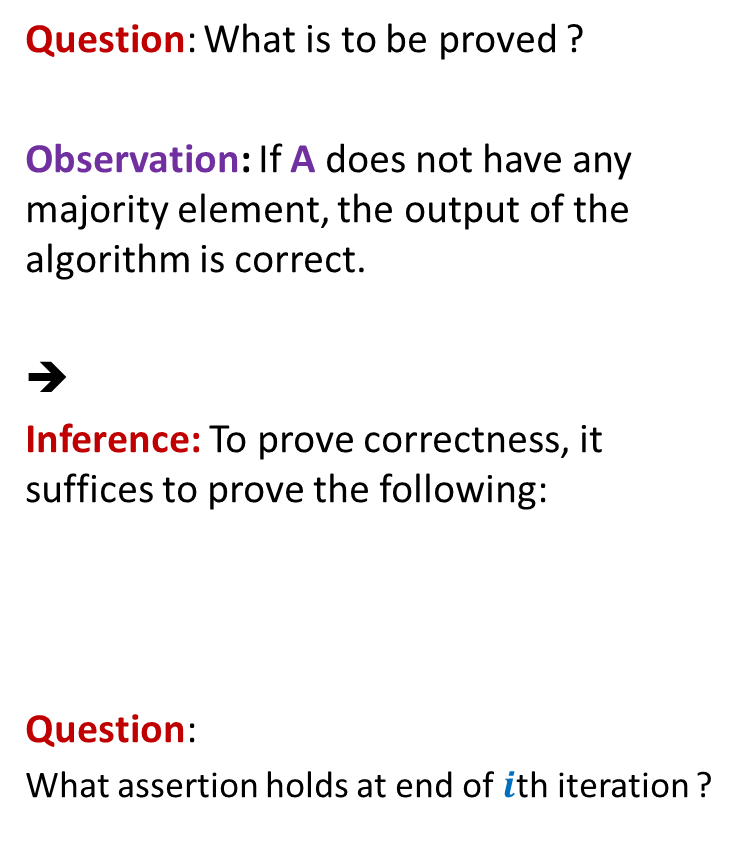 Question: What is to be proved ?
Observation: If A does not have any
majority element, the output of the
algorithm is correct.
➔
Inference: To prove correctness, it
suffices to prove the following:
Question:
What assertion holds at end of ith iteration ?